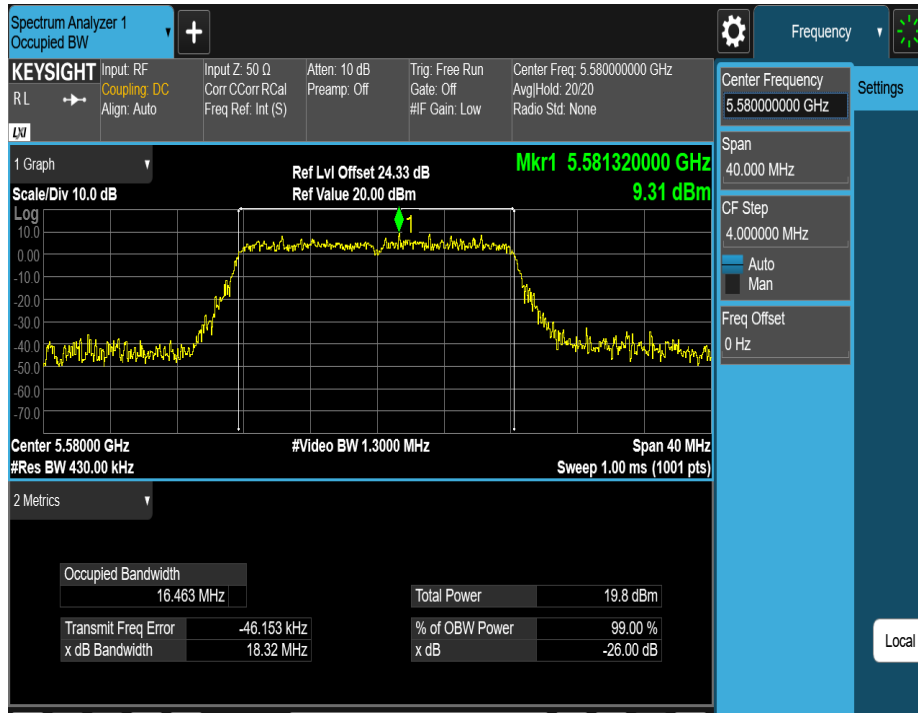 Spectrum Analyzer 1
Occupied BW
Frequency
KEYSIGHT
R L
LXI
Input: RF
Coupling: DC
Align: Auto
Input Z: 50 Ω
Corr CCorr RCal
Freq Ref: Int (S)
Atten: 10 dB
Preamp: Off
Trig: Free Run
Gate: Off
#IF Gain: Low
Center Freq: 5.580000000 GHz
Avg|Hold: 20/20
Radio Std: None
Center Frequency
5.580000000 GHz
Settings
Span
40.000 MHz
CF Step
4.000000 MHz
Auto
Man
Freq Offset
0 Hz
Local
1 Graph
Scale/Div 10.0 dB
Ref Lvl Offset 24.33 dB
Ref Value 20.00 dBm
Mkr1 5.581320000 GHz
9.31 dBm
Log
1
10.0
0.00
-10.0
-20.0
-30.0
-40.0
-50.0
-60.0
-70.0
Center 5.58000 GHz
#Video BW 1.3000 MHz
Span 40 MHz
#Res BW 430.00 kHz
Sweep 1.00 ms (1001 pts)
2 Metrics
Occupied Bandwidth
16.463 MHz
Total Power 19.8 dBm
Transmit Freq Error -46.153 kHz
% of OBW Power 99.00 %
x dB Bandwidth 18.32 MHz
x dB -26.00 dB